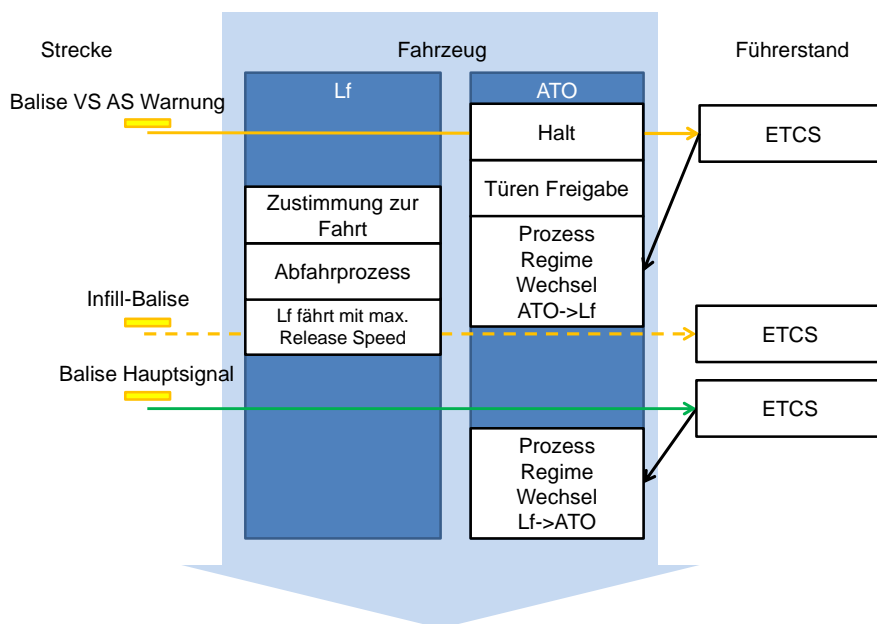 Strecke
Fahrzeug
Führerstand
Lf
ATO
Balise VS AS Warnung
Halt
ETCS
Türen Freigabe
Zustimmung zur
Fahrt
Prozess
Regime
Wechsel
ATO->Lf
Abfahrprozess
Infill-Balise
Lf fährt mit max.
Release Speed
ETCS
Balise Hauptsignal
ETCS
Prozess
Regime
Wechsel
Lf->ATO